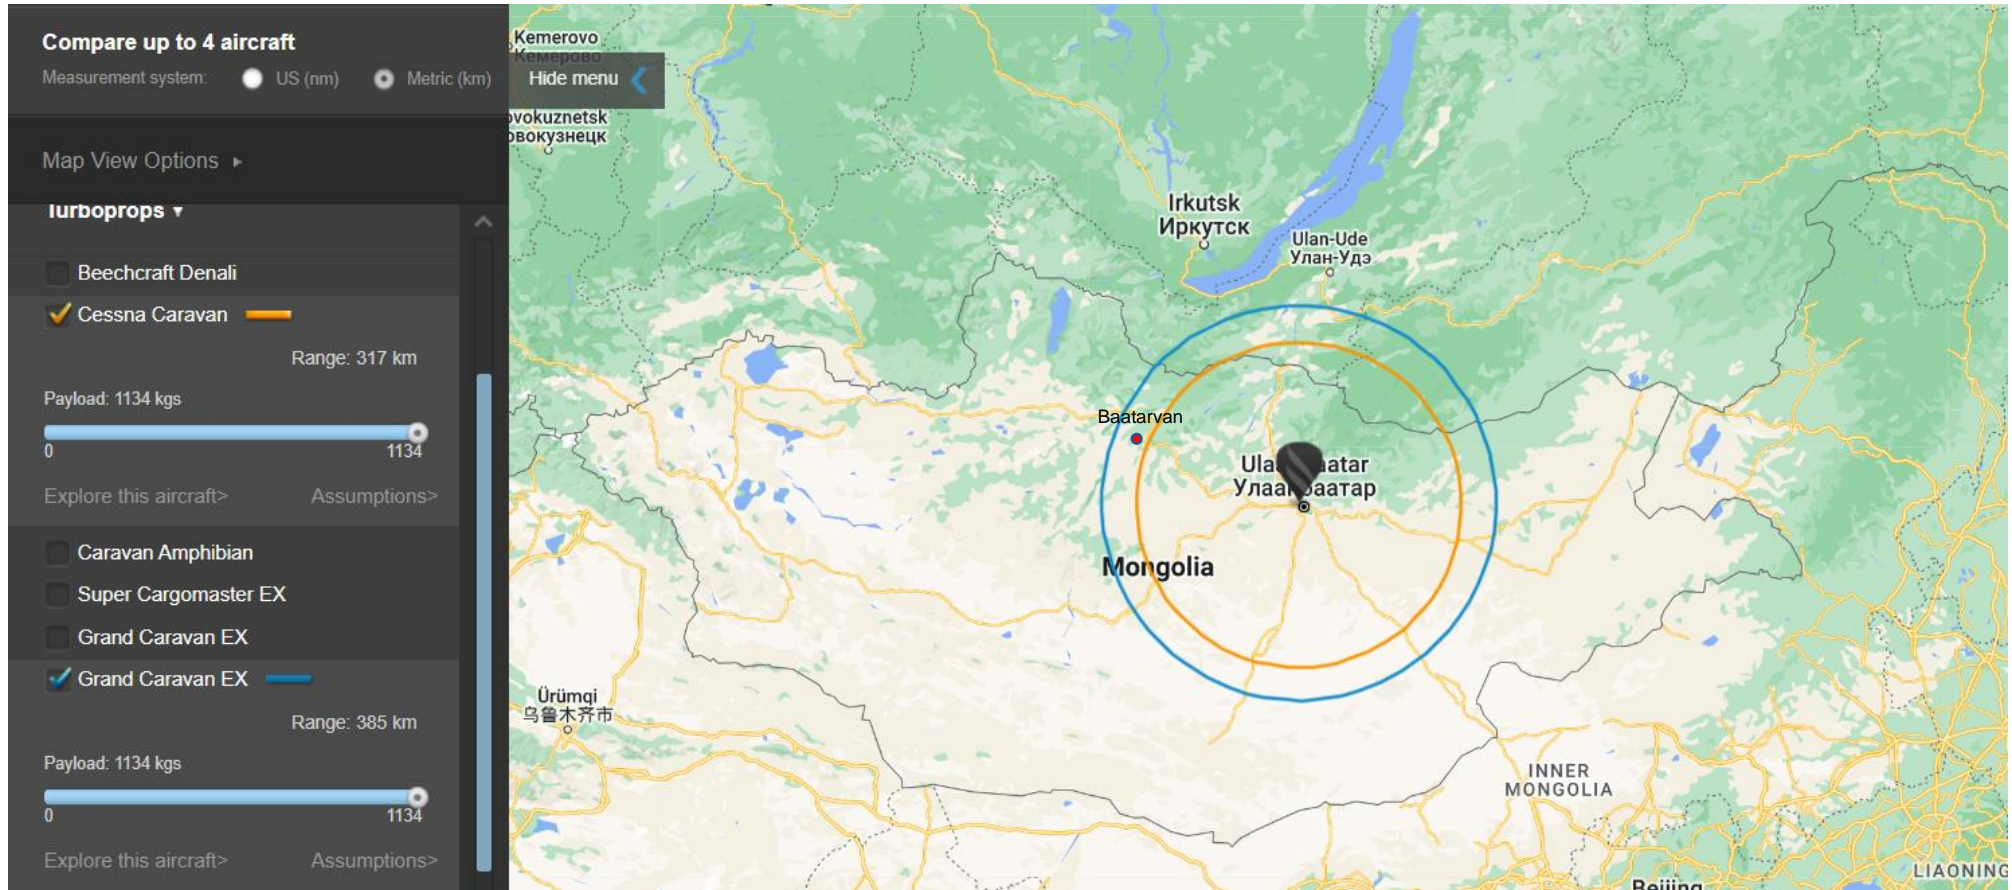 Compare up to 4 aircraft
Measurement system:
US (nm)
Metric (km)
Map View Options
Turboprops
Beechcraft Denali
Cessna Caravan
Range: 317 km
Payload: 1134 kgs
0
1134
Explore this aircraft>
Assumptions>
Caravan Amphibian
Super Cargomaster EX
Grand Caravan EX
Grand Caravan EX
Range: 385 km
Payload: 1134 kgs
0
1134
Explore this aircraft>
Assumptions>
Kemerovo
Кемерово
Hide menu
vokuznetsk
овокузнецк
Irkutsk
Иркутск
Ulan-Ude
Улан-Удэ
Baatarvan
Mongolia
Ürümqi
乌鲁木齐市
INNER
MONGOLIA
LIAONING
Beijing